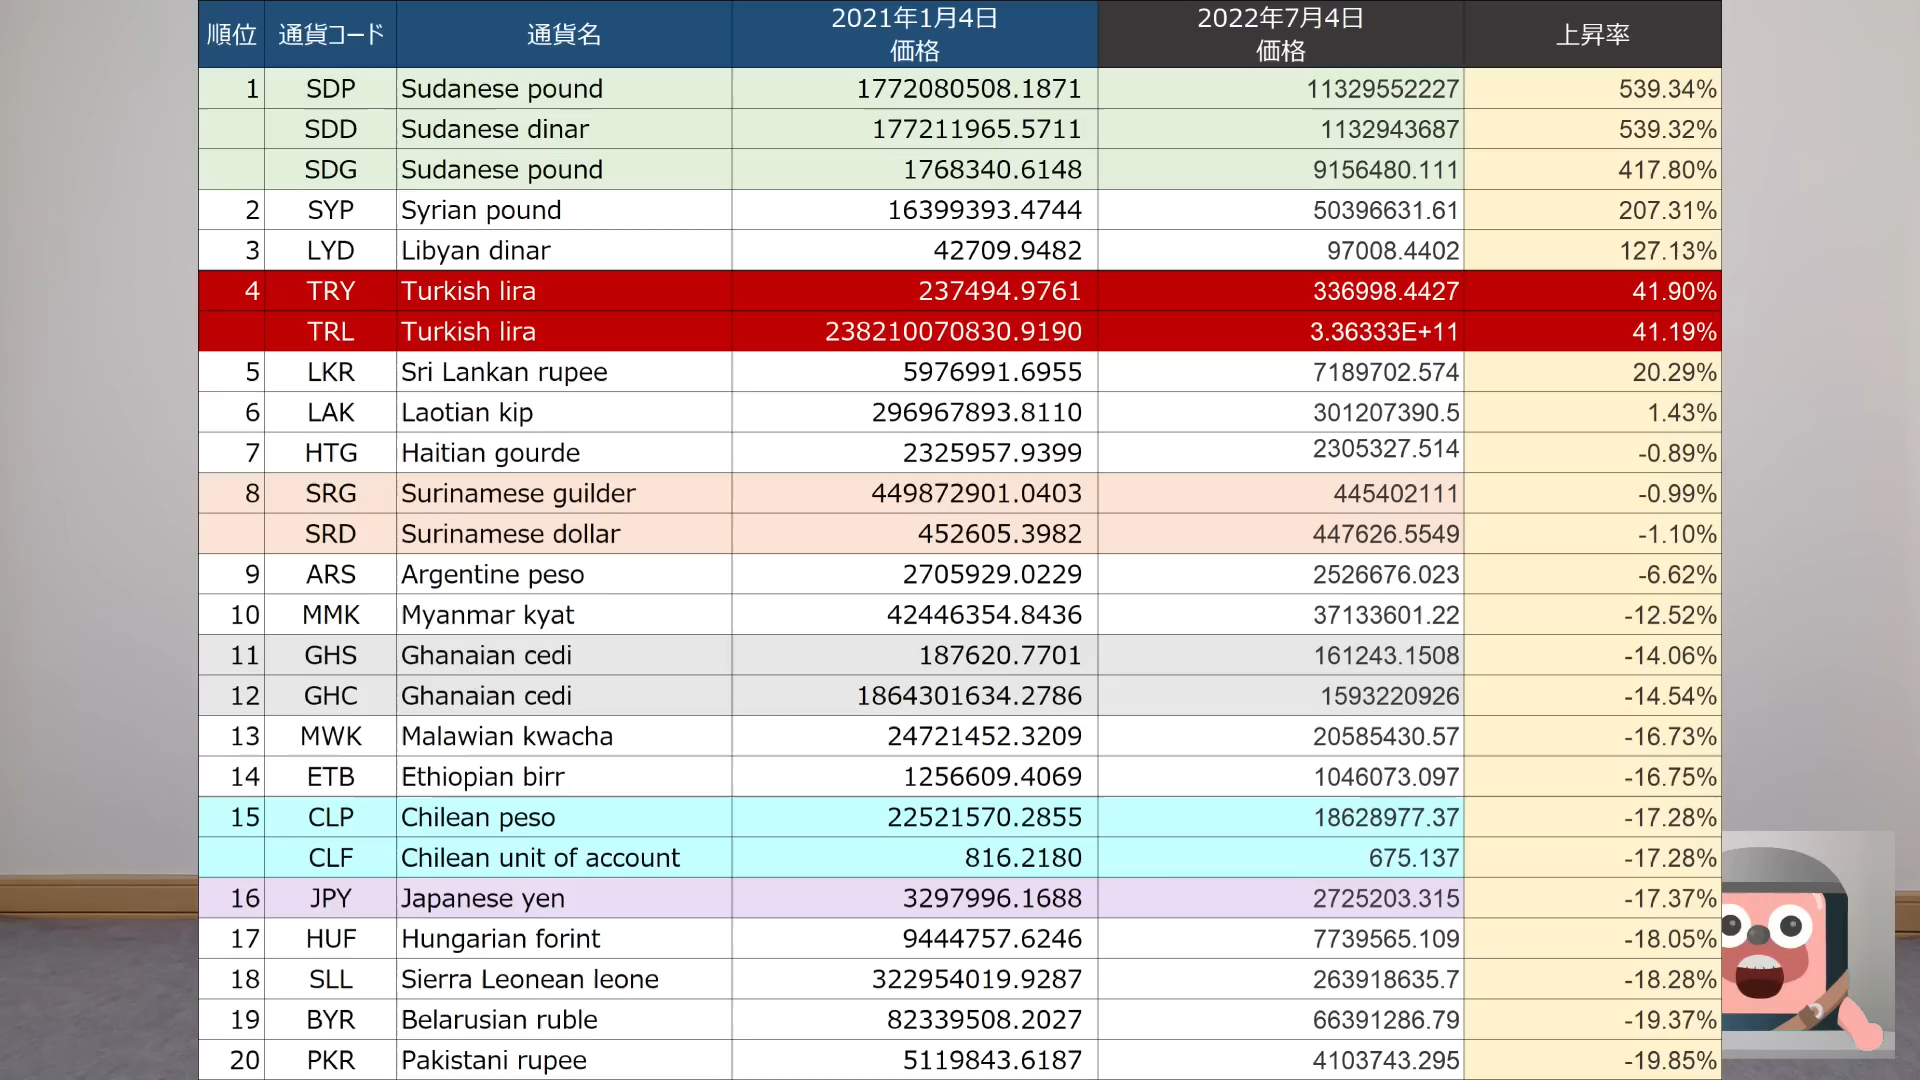 順位 通貨コード 通貨名 2021年1月4日 価格 2022年7月4日 価格 上昇率
1 SDP Sudanese pound 1772080508.1871 11329552227 539.34%
SDD Sudanese dinar 177211965.5711 1132943687 539.32%
SDG Sudanese pound 1768340.6148 9156480.111 417.80%
2 SYP Syrian pound 16399393.4744 50396631.61 207.31%
3 LYD Libyan dinar 42709.9482 97008.4402 127.13%
4 TRY Turkish lira 237494.9761 336998.4427 41.90%
TRL Turkish lira 238210070830.9190 3.36333E+11 41.19%
5 LKR Sri Lankan rupee 5976991.6955 7189702.574 20.29%
6 LAK Laotian kip 296967893.8110 301207390.5 1.43%
7 HTG Haitian gourde 2325957.9399 2305327.514 -0.89%
8 SRG Surinamese guilder 449872901.0403 445402111 -0.99%
SRD Surinamese dollar 452605.3982 447626.5549 -1.10%
9 ARS Argentine peso 2705929.0229 2526676.023 -6.62%
10 MMK Myanmar kyat 42446354.8436 37133601.22 -12.52%
11 GHS Ghanaian cedi 187620.7701 161243.1508 -14.06%
12 GHC Ghanaian cedi 1864301634.2786 1593220926 -14.54%
13 MWK Malawian kwacha 24721452.3209 20585430.57 -16.73%
14 ETB Ethiopian birr 1256609.4069 1046073.097 -16.75%
15 CLP Chilean peso 22521570.2855 18628977.37 -17.28%
CLF Chilean unit of account 816.2180 675.137 -17.28%
16 JPY Japanese yen 3297996.1688 2725203.315 -17.37%
17 HUF Hungarian forint 9444757.6246 7739565.109 -18.05%
18 SLL Sierra Leonean leone 322954019.9287 263918635.7 -18.28%
19 BYR Belarusian ruble 82339508.2027 66391286.79 -19.37%
20 PKR Pakistani rupee 5119843.6187 4103743.295 -19.85%